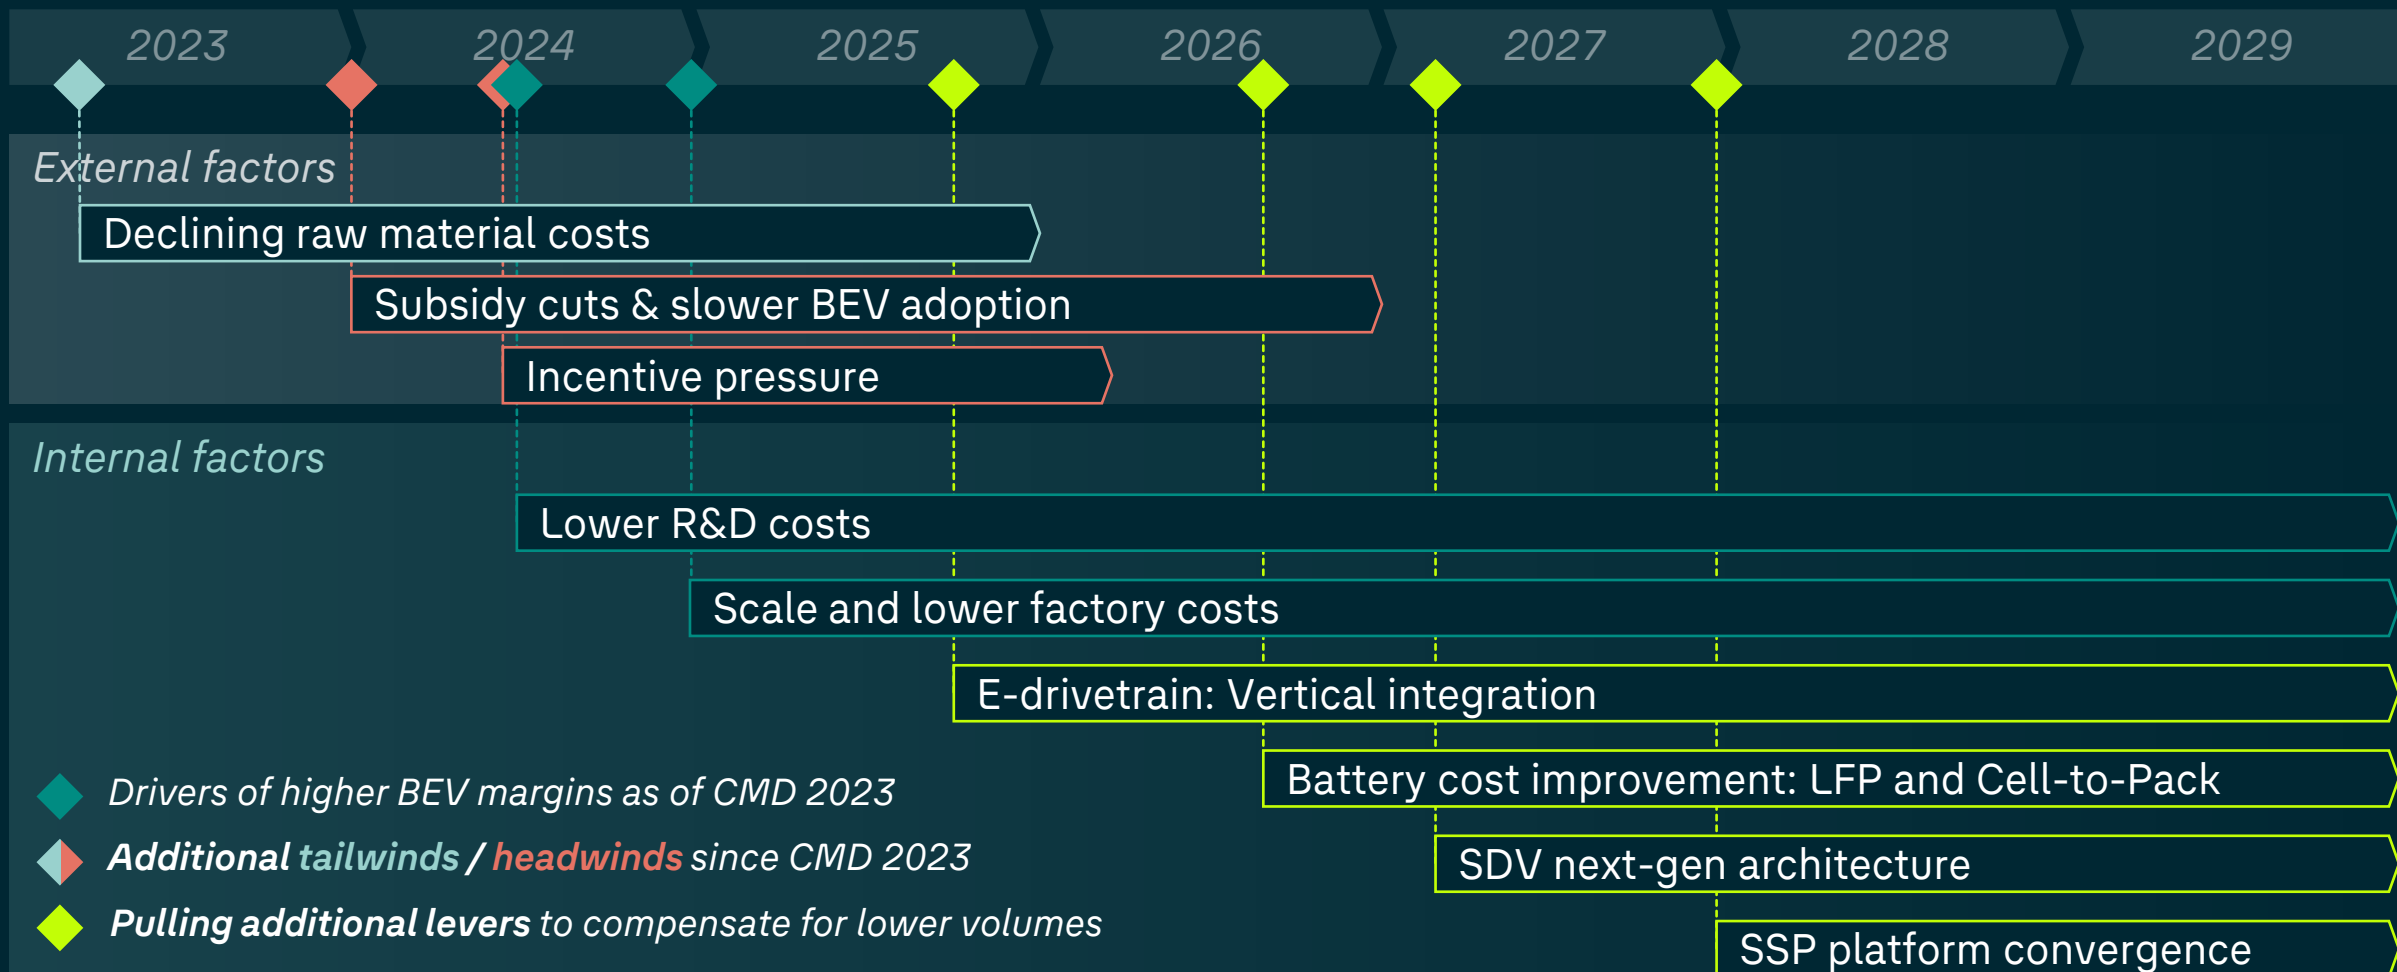 2023
2024
2025
2026
2027
2028
2029
External factors
Declining raw material costs
Subsidy cuts & slower BEV adoption
Incentive pressure
Internal factors
Lower R&D costs
Scale and lower factory costs
E-drivetrain: Vertical integration
Battery cost improvement: LFP and Cell-to-Pack
SDV next-gen architecture
SSP platform convergence
Drivers of higher BEV margins as of CMD 2023
Additional tailwinds / headwinds since CMD 2023
Pulling additional levers to compensate for lower volumes